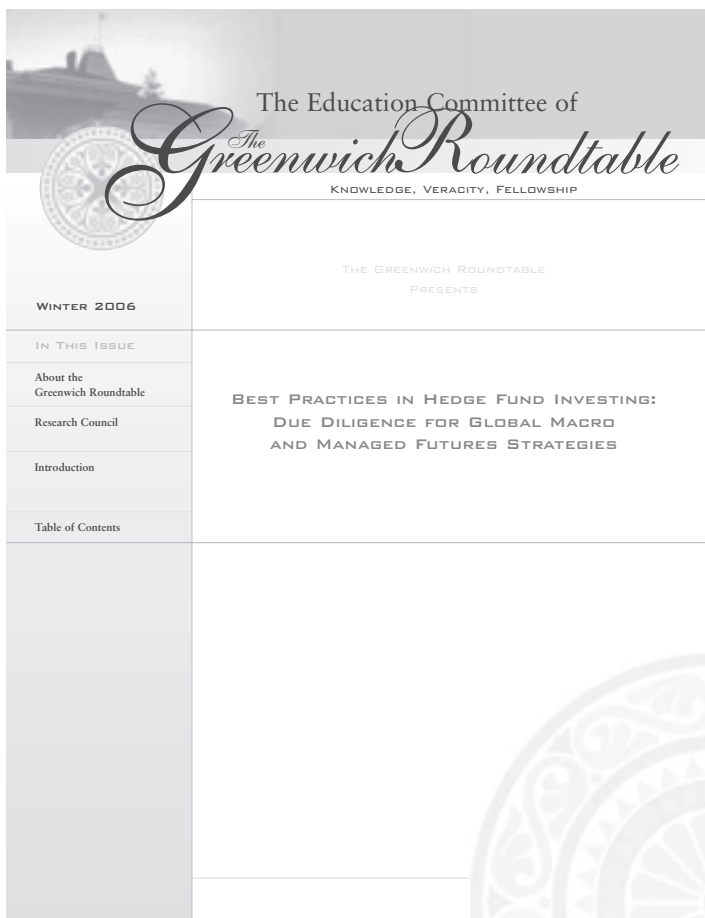 The Education Committee of
The Greenwich Roundtable
Knowledge, Veracity, Fellowship
The Greenwich Roundtable
Presents
Winter 2006
In This Issue
About the
Greenwich Roundtable
Research Council
Introduction
Table of Contents
Best Practices in Hedge Fund Investing:
Due Diligence for Global Macro
and Managed Futures Strategies